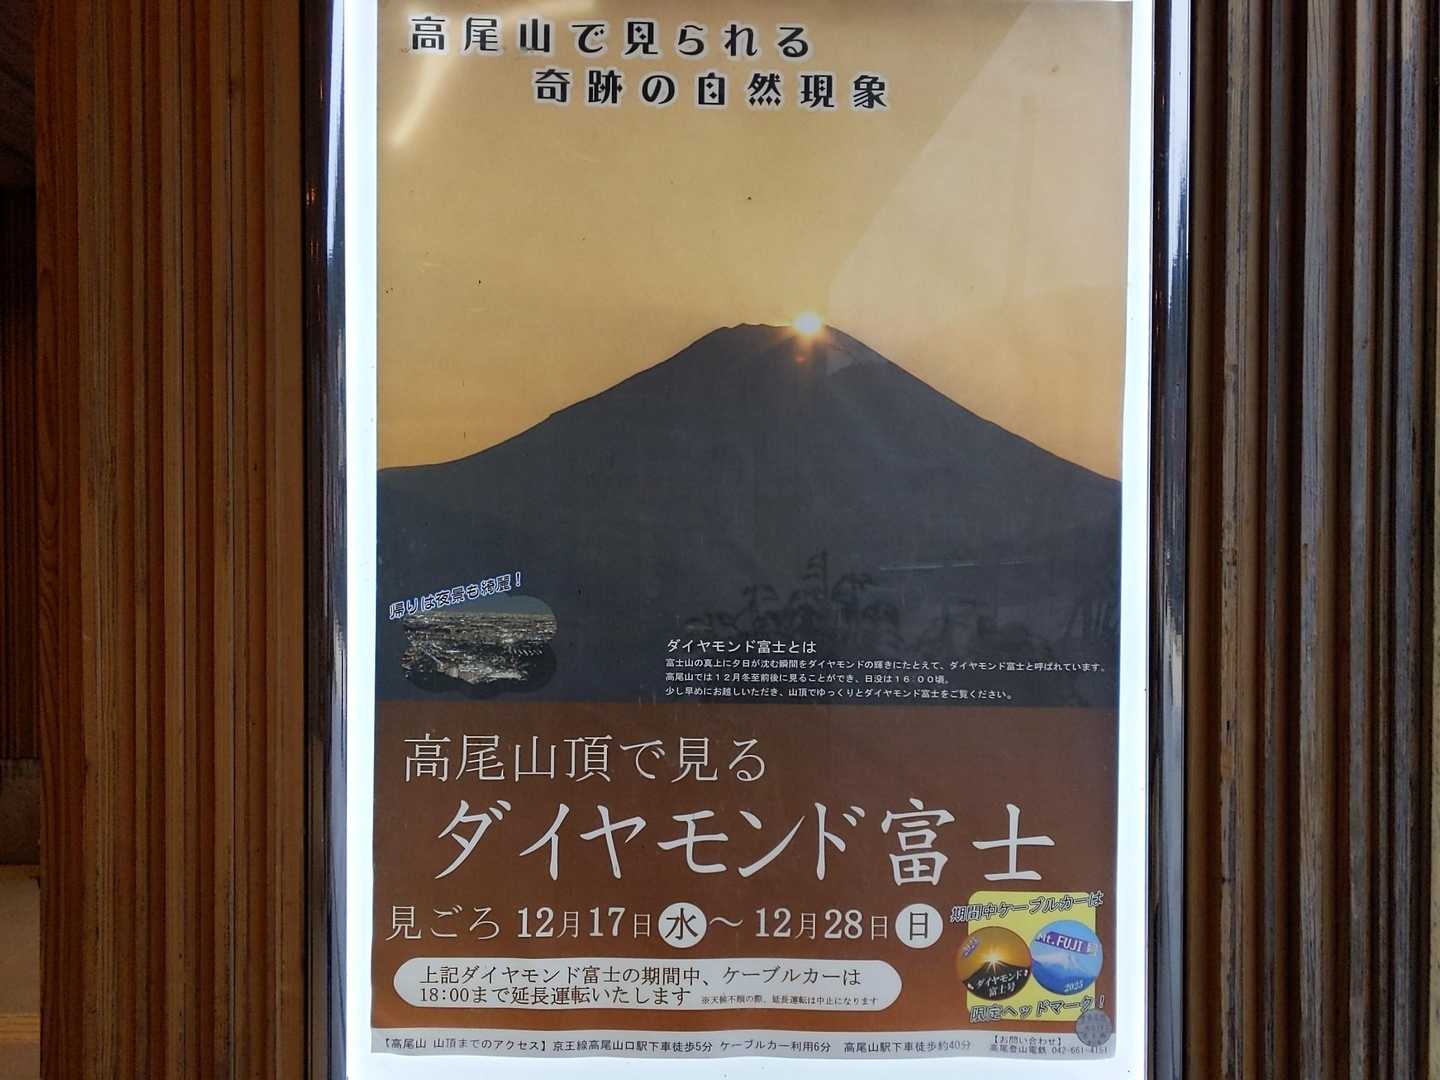 高尾山で見られる
奇跡の自然現象
帰りは夜景も綺麗！
ダイヤモンド富士とは
富士山の真上に夕日が沈む瞬間をダイヤモンドの輝きにたとえて、ダイヤモンド富士と呼ばれています。
高尾山では１２月冬至前後に見ることができ、日没は１６：００頃。
少し早めにお越しいただき、山頂でゆっくりとダイヤモンド富士をご覧ください。
高尾山頂で見る
ダイヤモンド富士
見ごろ 12月17日水～12月28日日
上記ダイヤモンド富士の期間中、ケーブルカーは
18:00まで延長運転いたします ※天候不順の際、延長運転は中止になります
期間中ケーブルカーは
2025
ダイヤモンド
富士号
Mt.FUJI 号
2025
限定ヘッドマーク！
【高尾山 山頂までのアクセス】京王線高尾山口駅下車徒歩5分 ケーブルカー利用6分 高尾山駅下車徒歩約40分
【お問い合わせ】
高尾登山電鉄 042-661-4151